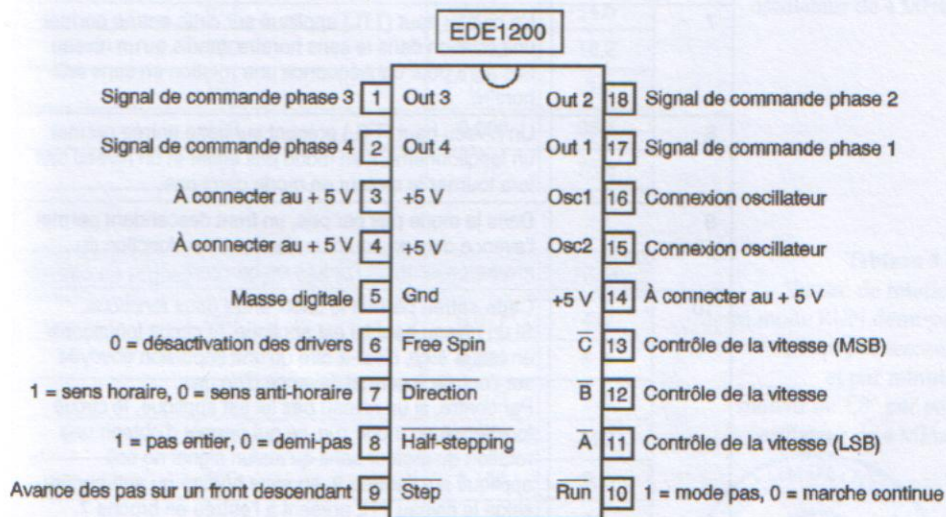 EDE1200
Signal de commande phase 3 1 Out 3 Out 2 18 Signal de commande phase 2
Signal de commande phase 4 2 Out 4 Out 1 17 Signal de commande phase 1
À connecter au + 5 V 3 +5 V Osc1 16 Connexion oscillateur
À connecter au + 5 V 4 +5 V Osc2 15 Connexion oscillateur
Masse digitale 5 Gnd +5 V 14 À connecter au + 5 V
0 = désactivation des drivers 6 Free Spin C̅ 13 Contrôle de la vitesse (MSB)
1 = sens horaire, 0 = sens anti-horaire 7 Direction B̅ 12 Contrôle de la vitesse
1 = pas entier, 0 = demi-pas 8 Half-stepping A̅ 11 Contrôle de la vitesse (LSB)
Avance des pas sur un front descendant 9 Step Run 10 1 = mode pas, 0 = marche continue